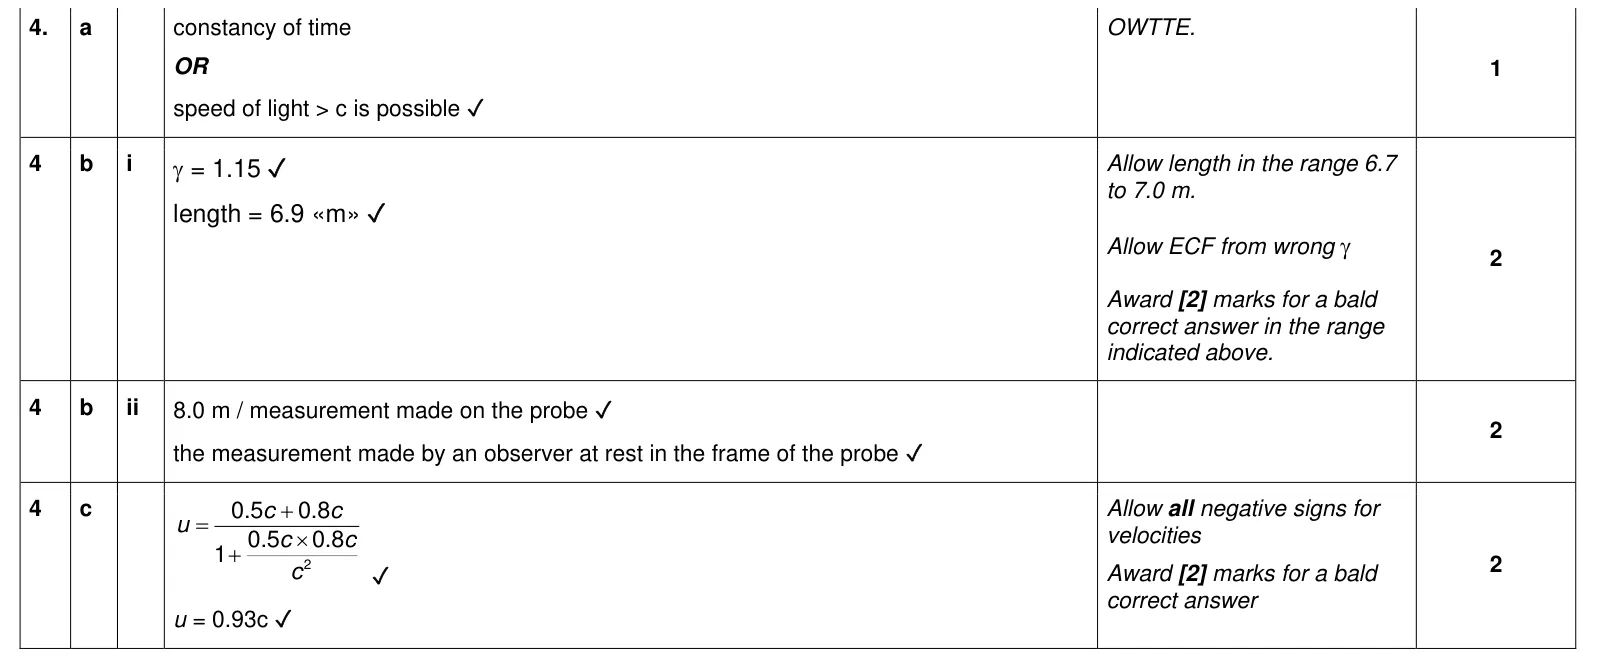 4. a constancy of time OWTTE.
OR
1
speed of light > c is possible ✓
4 b i γ = 1.15 ✓ Allow length in the range 6.7
to 7.0 m.
length = 6.9 «m» ✓
Allow ECF from wrong γ
2
Award [2] marks for a bald
correct answer in the range
indicated above.
4 b ii 8.0 m / measurement made on the probe ✓
2
the measurement made by an observer at rest in the frame of the probe ✓
4 c u = (0.5c + 0.8c) / (1 + (0.5c × 0.8c) / c²) ✓ Allow all negative signs for
velocities
2
Award [2] marks for a bald
correct answer
u = 0.93c ✓